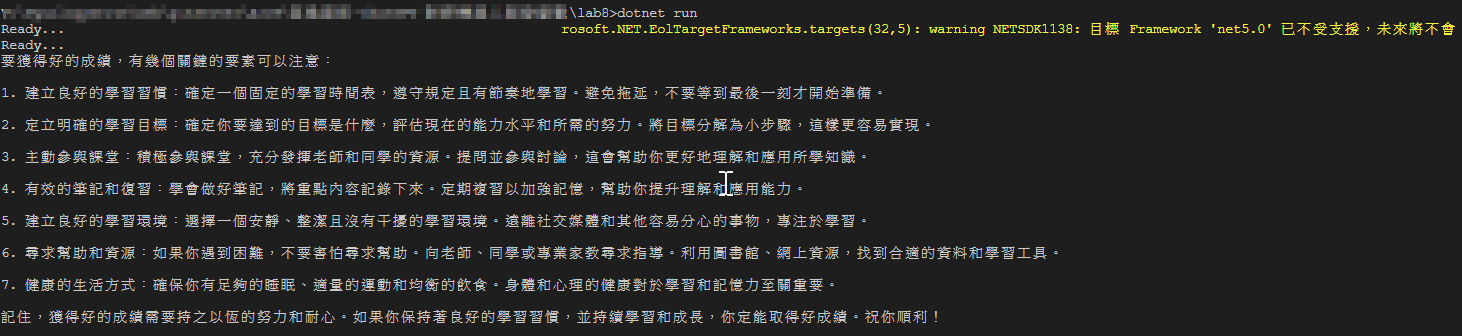 \lab8>dotnet run
Ready... rosoft.NET.EolTargetFrameworks.targets(32,5): warning NETSDK1138: 目標 Framework 'net5.0' 已不受支援，未來將不會
Ready...
要獲得好的成績，有幾個關鍵的要素可以注意：
1. 建立良好的學習習慣：確定一個固定的學習時間表，遵守規定且有節奏地學習。避免拖延，不要等到最後一刻才開始準備。
2. 定立明確的學習目標：確定你要達到的目標是什麼，評估現在的能力水平和所需的努力。將目標分解為小步驟，這樣更容易實現。
3. 主動參與課堂：積極參與課堂，充分發揮老師和同學的資源。提問並參與討論，這會幫助你更好地理解和應用所學知識。
4. 有效的筆記和復習：學會做好筆記，將重點內容記錄下來。定期複習以加強記憶，幫助你提升理解和應用能力。
5. 建立良好的學習環境：選擇一個安靜、整潔且沒有干擾的學習環境。遠離社交媒體和其他容易分心的事物，專注於學習。
6. 尋求幫助和資源：如果你遇到困難，不要害怕尋求幫助。向老師、同學或專業家教尋求指導。利用圖書館、網上資源，找到合適的資料和學習工具。
7. 健康的生活方式：確保你有足夠的睡眠、適量的運動和均衡的飲食。身體和心理的健康對於學習和記憶力至關重要。
記住，獲得好的成績需要持之以恆的努力和耐心。如果你保持著良好的學習習慣，並持續學習和成長，你定能取得好成績。祝你順利！